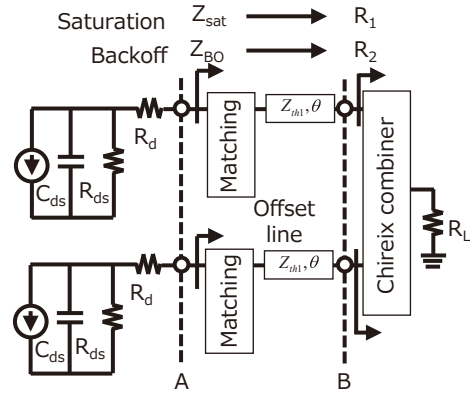 Saturation Z_sat R_1
Backoff Z_BO R_2
R_d
Matching
Z_th1, θ
Chireix combiner
C_ds
R_ds
R_L
Offset line
R_d
Matching
Z_th1, θ
C_ds
R_ds
A
B